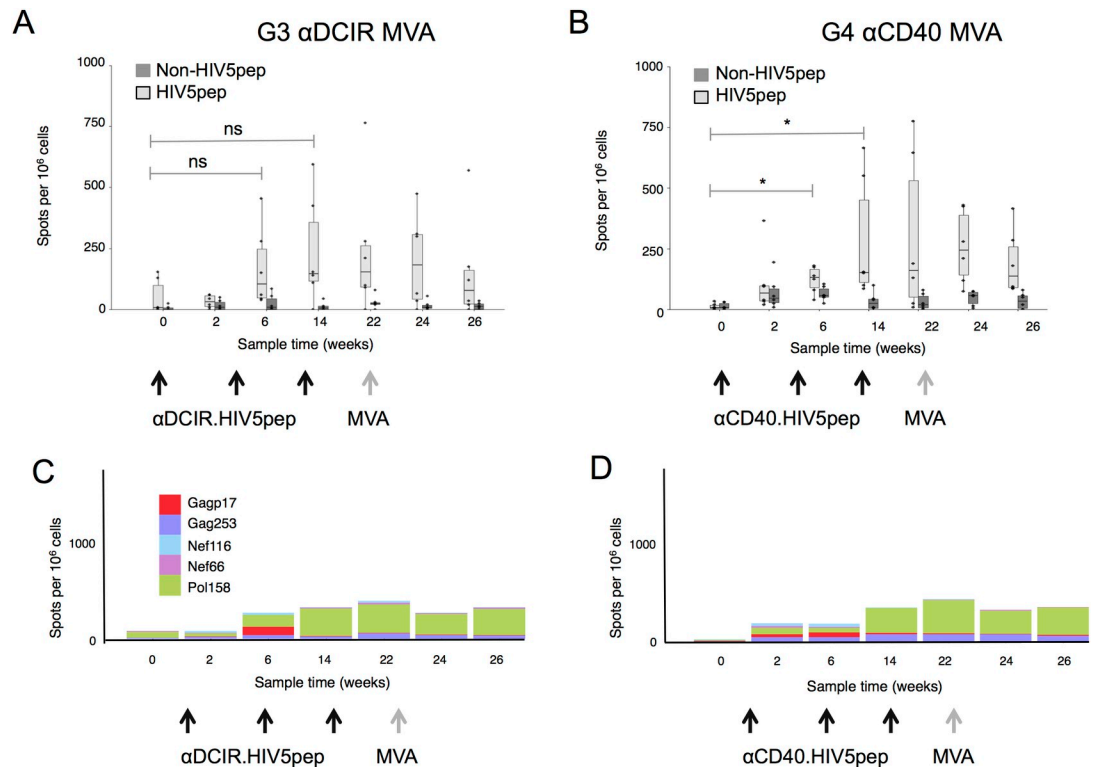 A
G3 αDCIR MVA
1000
750
500
250
0
Spots per 10⁶ cells
Non-HIV5pep
HIV5pep
ns
ns
0 2 6 14 22 24 26
Sample time (weeks)
αDCIR.HIV5pep MVA
B
G4 αCD40 MVA
1000
750
500
250
0
Spots per 10⁶ cells
Non-HIV5pep
HIV5pep
*
*
0 2 6 14 22 24 26
Sample time (weeks)
αCD40.HIV5pep MVA
C
1000
0
Spots per 10⁶ cells
Gagp17
Gag253
Nef116
Nef66
Pol158
0 2 6 14 22 24 26
Sample time (weeks)
αDCIR.HIV5pep MVA
D
1000
0
Spots per 10⁶ cells
0 2 6 14 22 24 26
Sample time (weeks)
αCD40.HIV5pep MVA